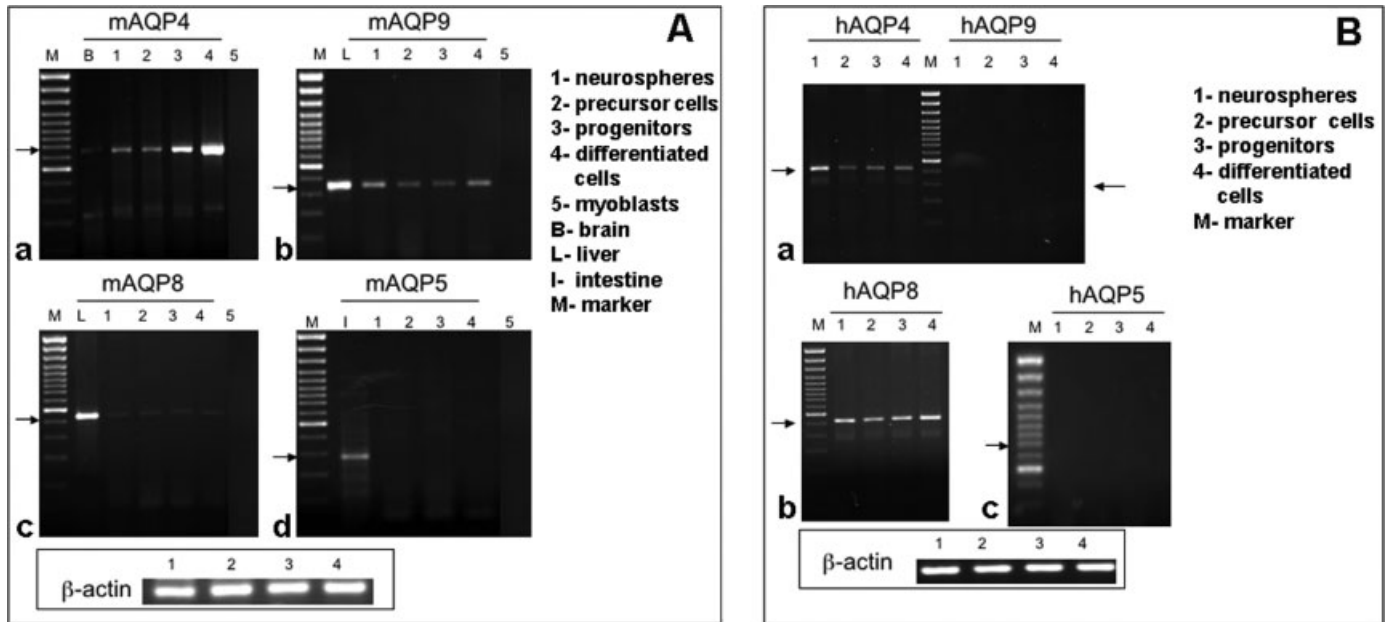 A
mAQP4
M B 1 2 3 4 5
a
mAQP9
M L 1 2 3 4 5
b
1- neurospheres
2- precursor cells
3- progenitors
4- differentiated
cells
5- myoblasts
B- brain
L- liver
I- intestine
M- marker
mAQP8
M L 1 2 3 4 5
c
mAQP5
M I 1 2 3 4 5
d
1 2 3 4
β-actin
B
hAQP4 hAQP9
1 2 3 4 M 1 2 3 4
a
1- neurospheres
2- precursor cells
3- progenitors
4- differentiated
cells
M- marker
hAQP8
M 1 2 3 4
b
hAQP5
M 1 2 3 4
c
1 2 3 4
β-actin